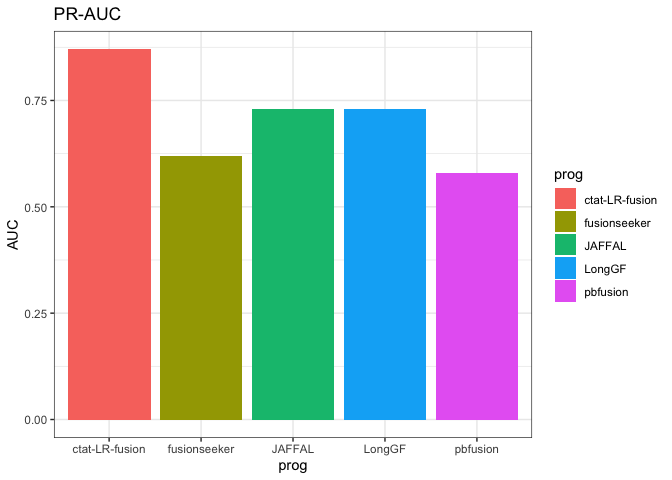 PR-AUC
AUC
0.75
0.50
0.25
0.00
ctat-LR-fusion fusionseeker JAFFAL LongGF pbfusion
prog
prog
ctat-LR-fusion
fusionseeker
JAFFAL
LongGF
pbfusion